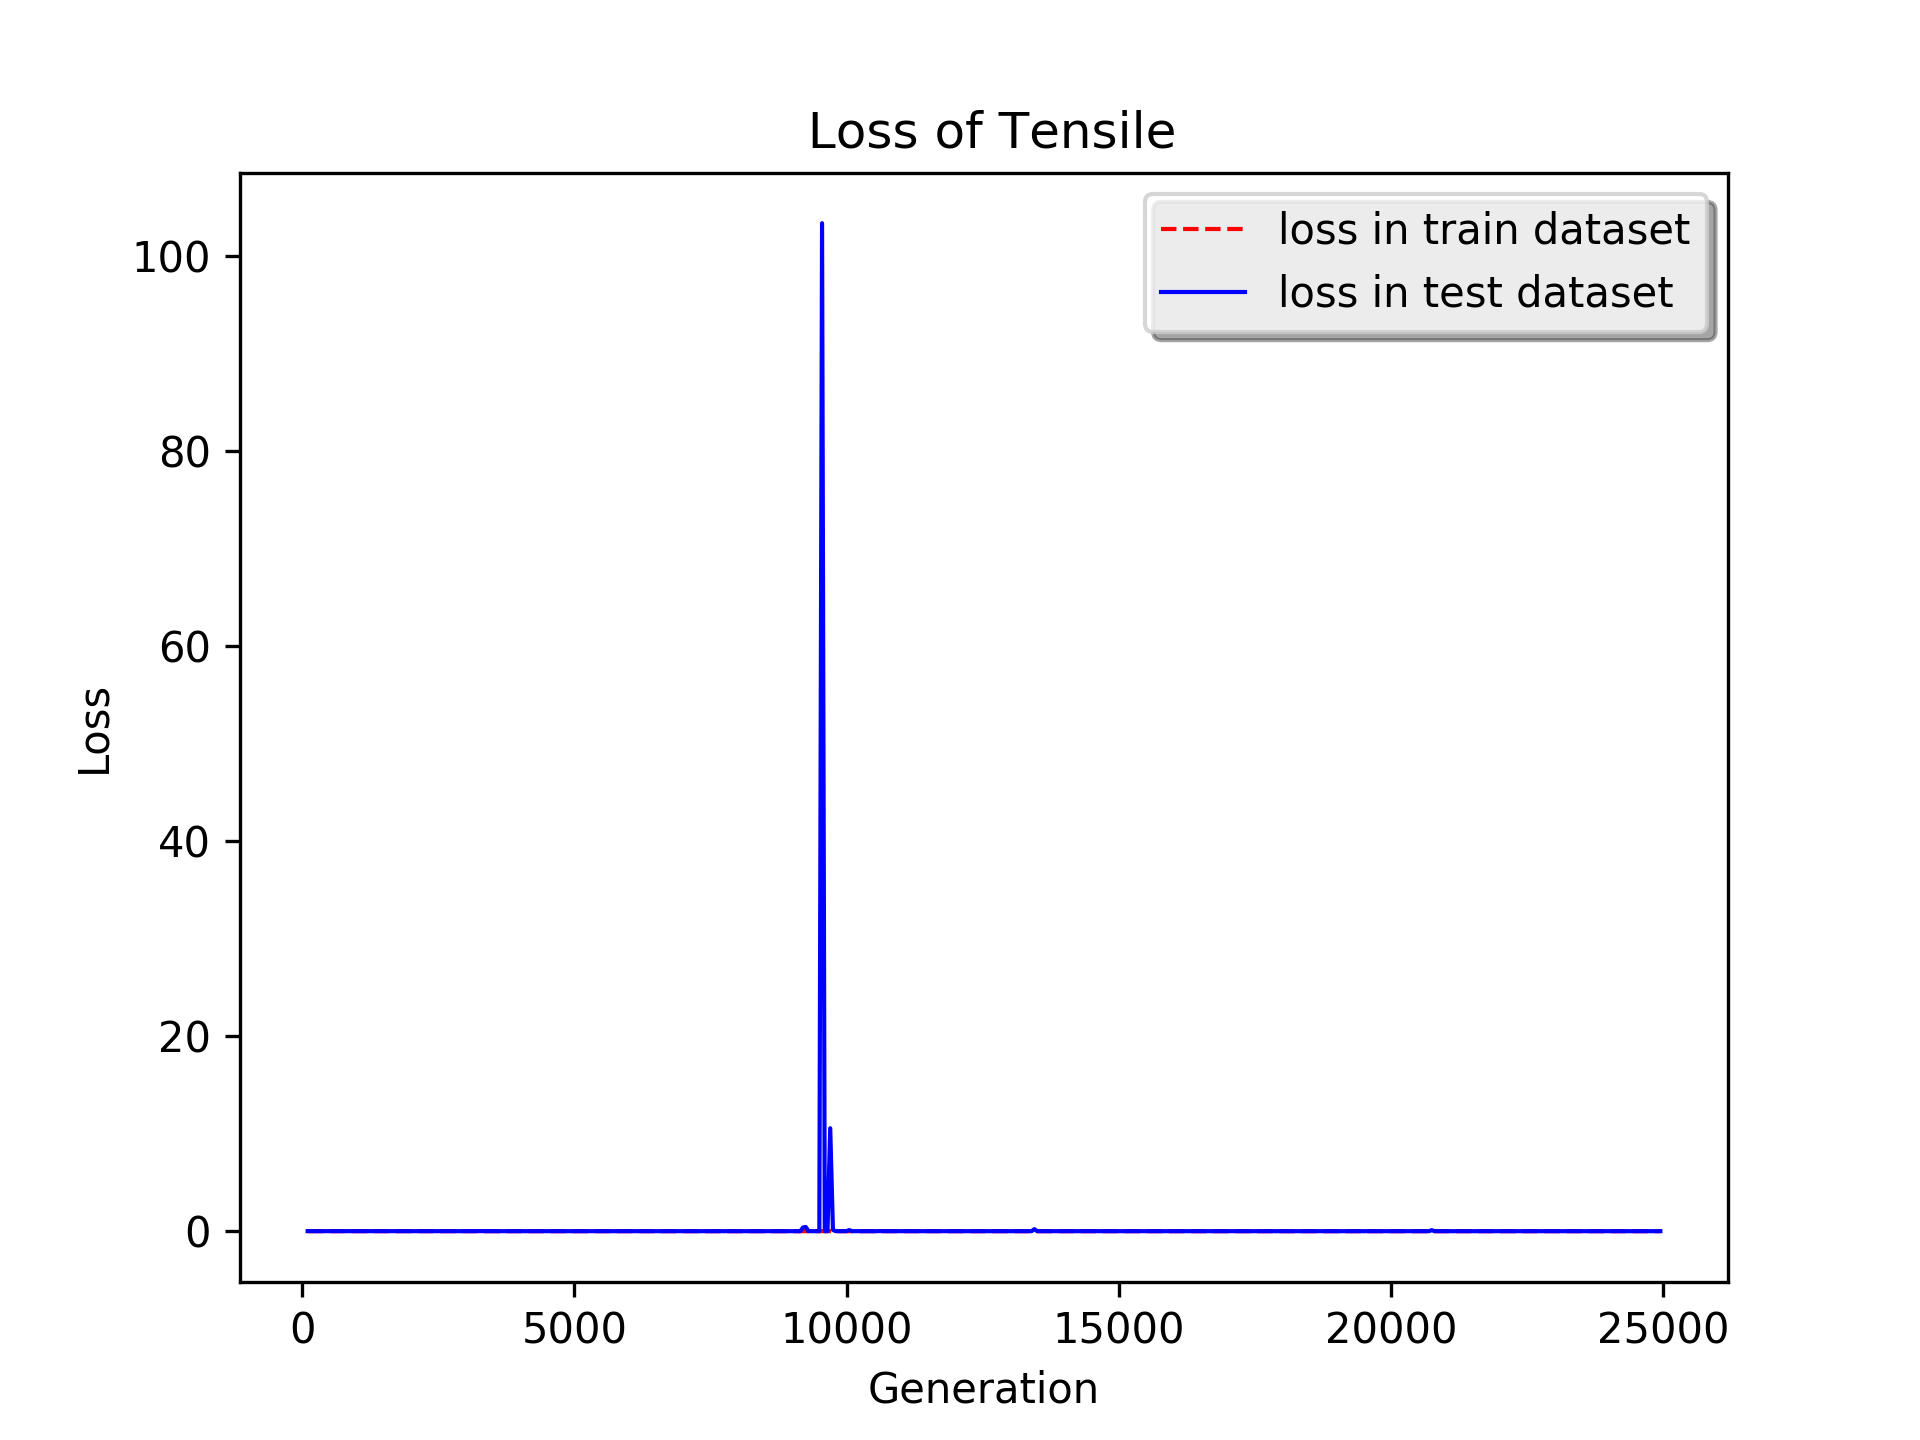 Loss of Tensile
loss in train dataset
loss in test dataset
100
80
60
40
20
0
Loss
0 5000 10000 15000 20000 25000
Generation